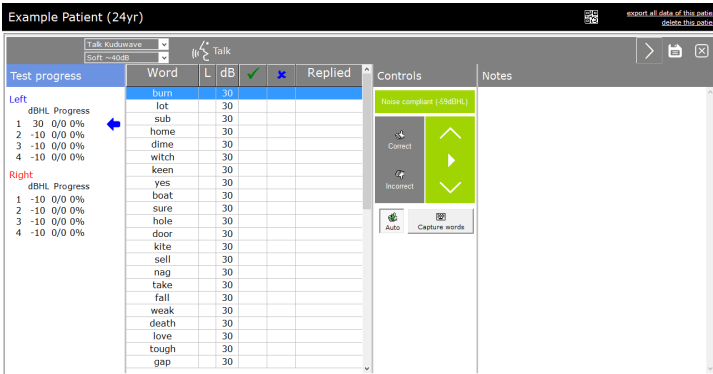 Example Patient (24yr)
export all data of this patie
delete this patie
Talk Kuduwave
Soft ~40dB
Talk
Test progress
Word L dB Replied
Controls
Notes
Left
dBHL Progress
1 30 0/0 0%
2 -10 0/0 0%
3 -10 0/0 0%
4 -10 0/0 0%
Right
dBHL Progress
1 -10 0/0 0%
2 -10 0/0 0%
3 -10 0/0 0%
4 -10 0/0 0%
burn 30
lot 30
sub 30
home 30
dime 30
witch 30
keen 30
yes 30
boat 30
sure 30
hole 30
door 30
kite 30
sell 30
nag 30
take 30
fall 30
weak 30
death 30
love 30
tough 30
gap 30
Noise compliant (-59dBHL)
Correct
Incorrect
Auto
Capture words